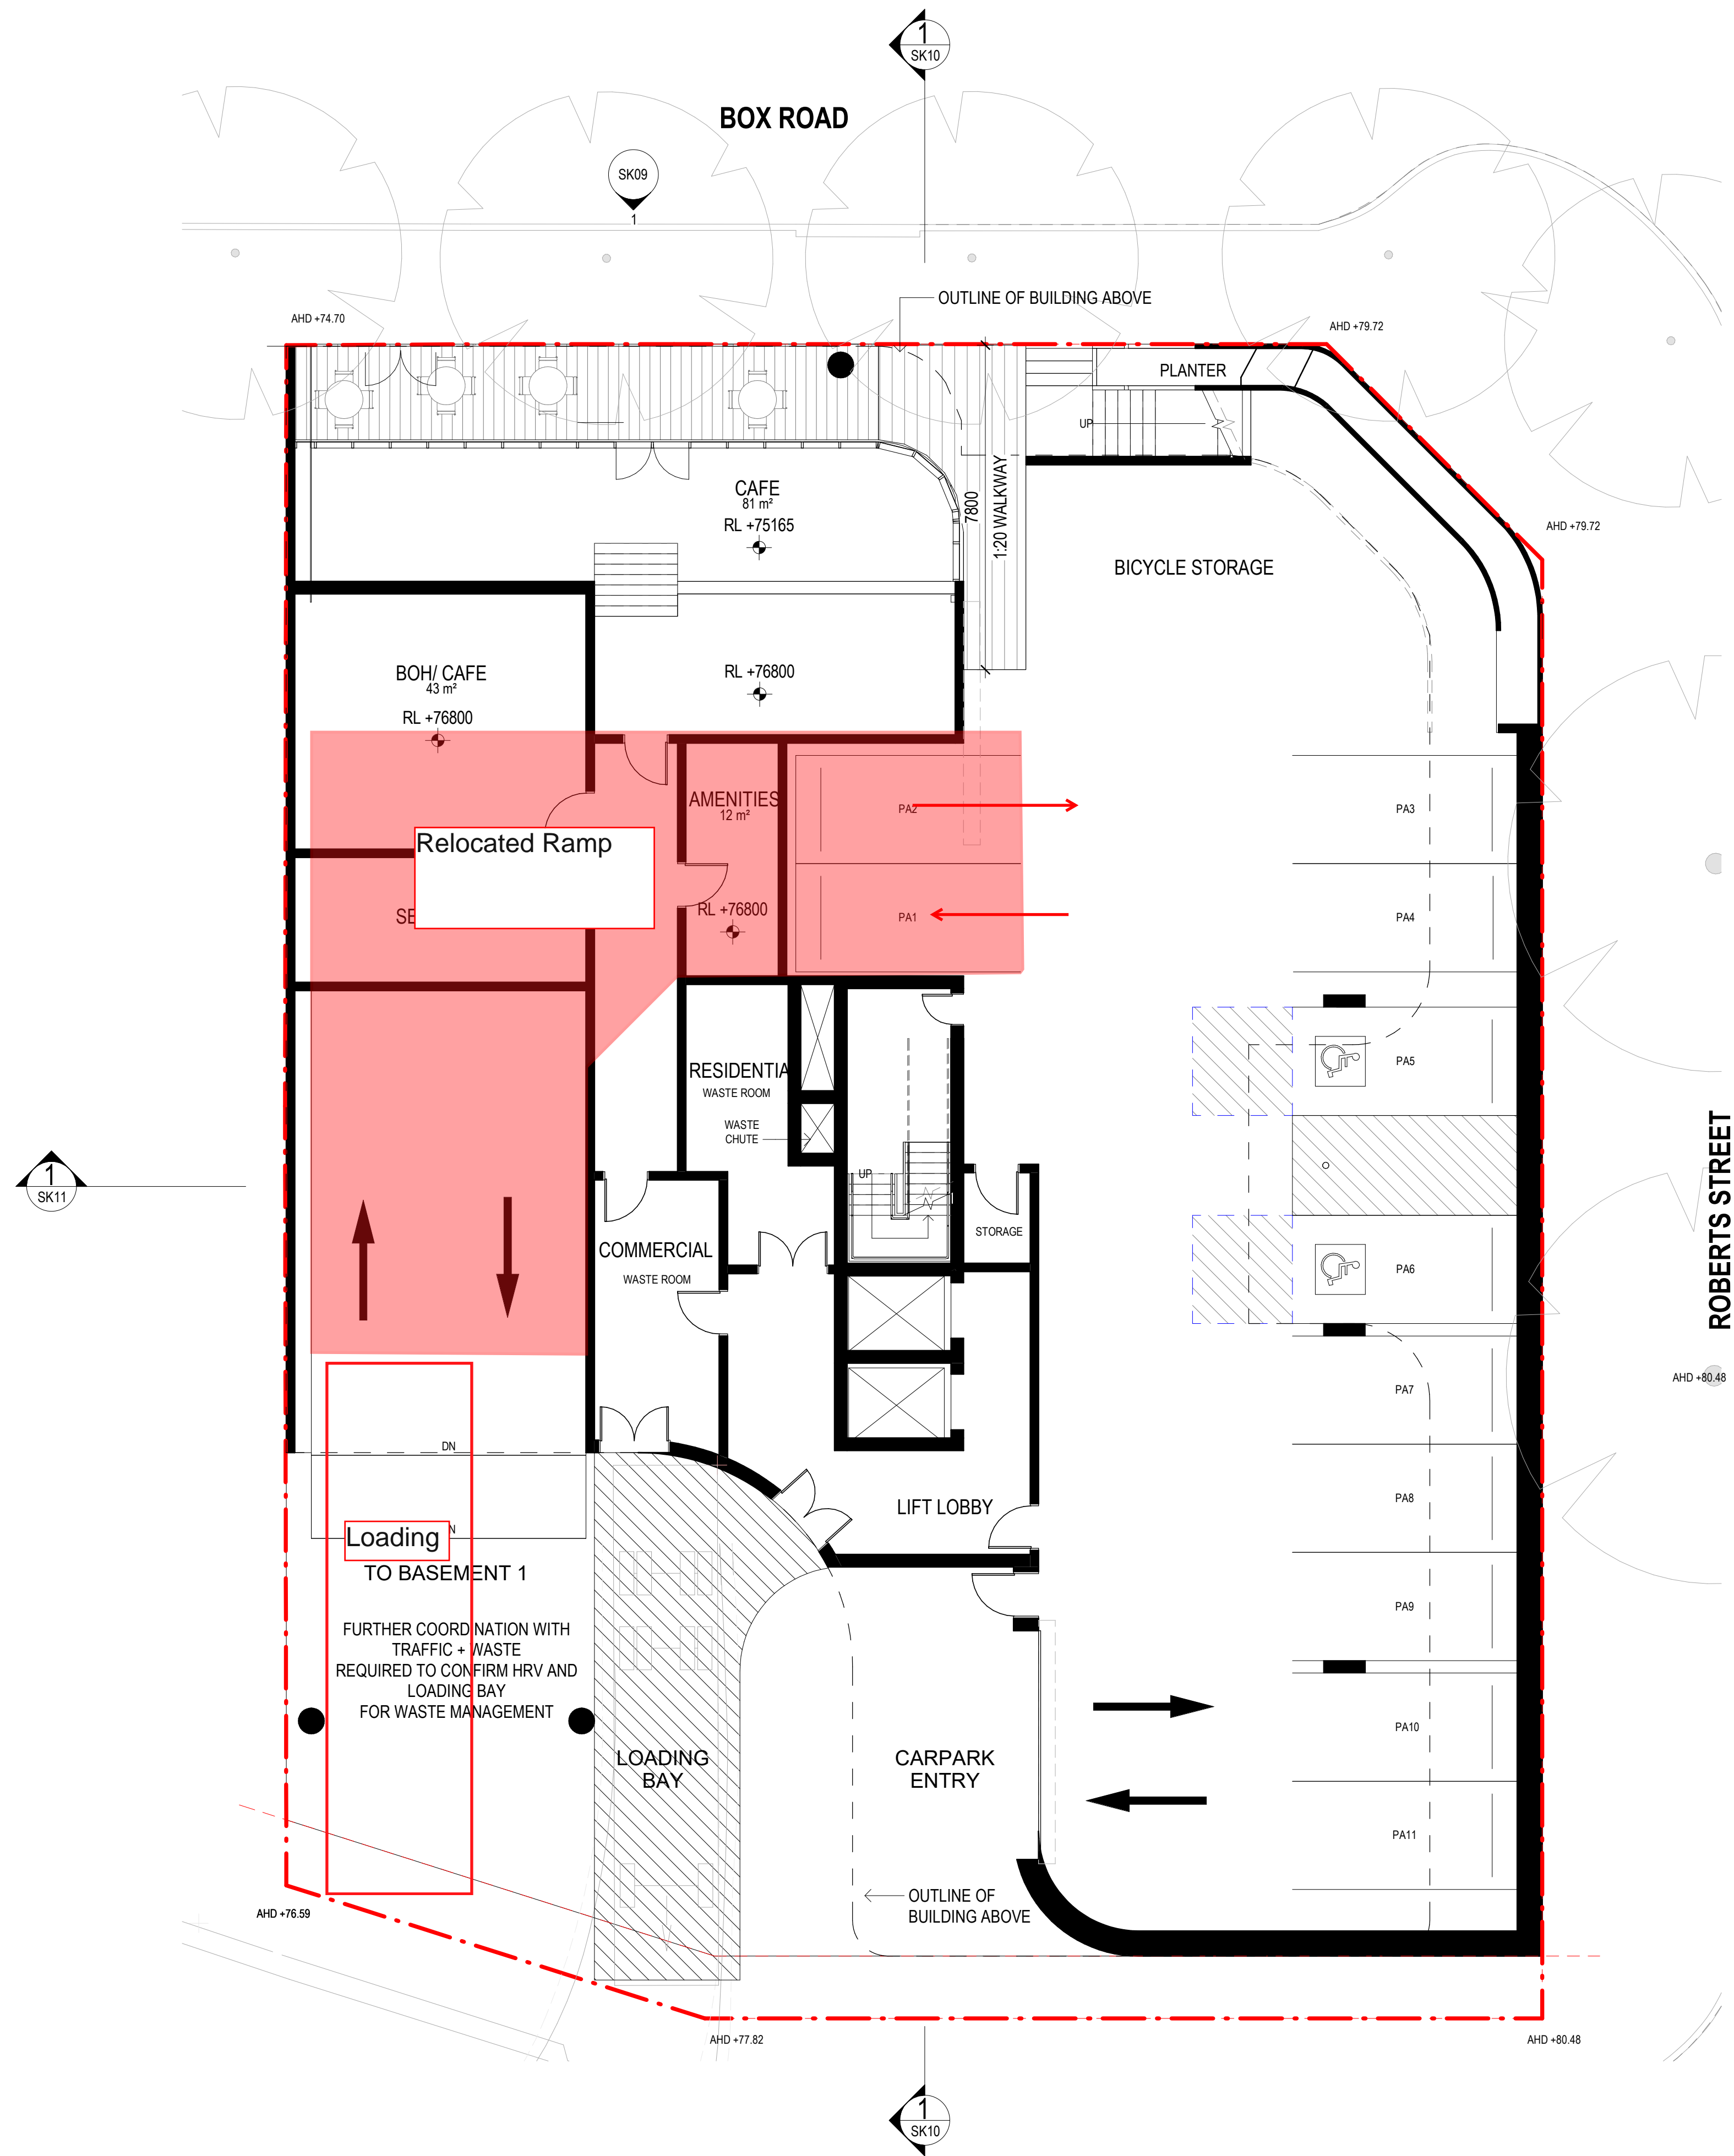 1
SK10
BOX ROAD
SK09
1
OUTLINE OF BUILDING ABOVE
AHD +74.70
AHD +79.72
PLANTER
UP
CAFE
81 m²
RL +75165
7800
1:20 WALKWAY
AHD +79.72
BICYCLE STORAGE
BOH/ CAFE
43 m²
RL +76800
RL +76800
AMENITIES
12 m²
PA2
PA3
Relocated Ramp
SE
RL +76800
PA1
PA4
RESIDENTIA
WASTE ROOM
WASTE
CHUTE
PA5
ROBERTS STREET
1
SK11
UP
STORAGE
COMMERCIAL
WASTE ROOM
PA6
AHD +80.48
PA7
DN
PA8
LIFT LOBBY
Loading
N
TO BASEMENT 1
PA9
FURTHER COORDINATION WITH
TRAFFIC + WASTE
REQUIRED TO CONFIRM HRV AND
LOADING BAY
FOR WASTE MANAGEMENT
PA10
LOADING
BAY
CARPARK
ENTRY
PA11
OUTLINE OF
BUILDING ABOVE
AHD +76.59
AHD +77.82
AHD +80.48
1
SK10